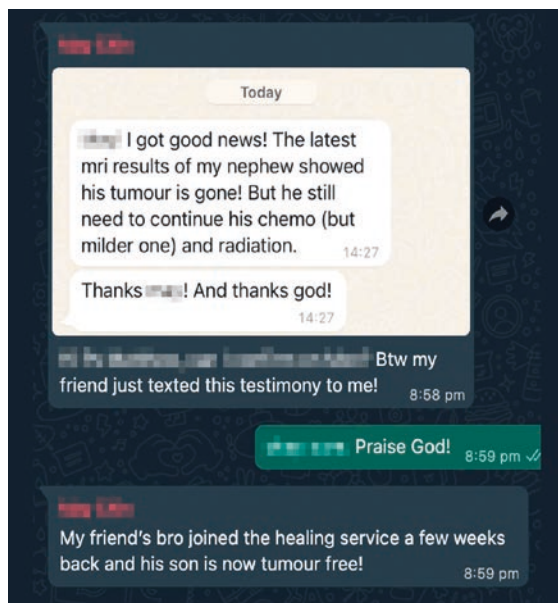 Today
I got good news! The latest
mri results of my nephew showed
his tumour is gone! But he still
need to continue his chemo (but
milder one) and radiation.
14:27
Thanks ! And thanks god!
14:27
Btw my
friend just texted this testimony to me!
8:58 pm
Praise God!
8:59 pm
My friend's bro joined the healing service a few weeks
back and his son is now tumour free!
8:59 pm